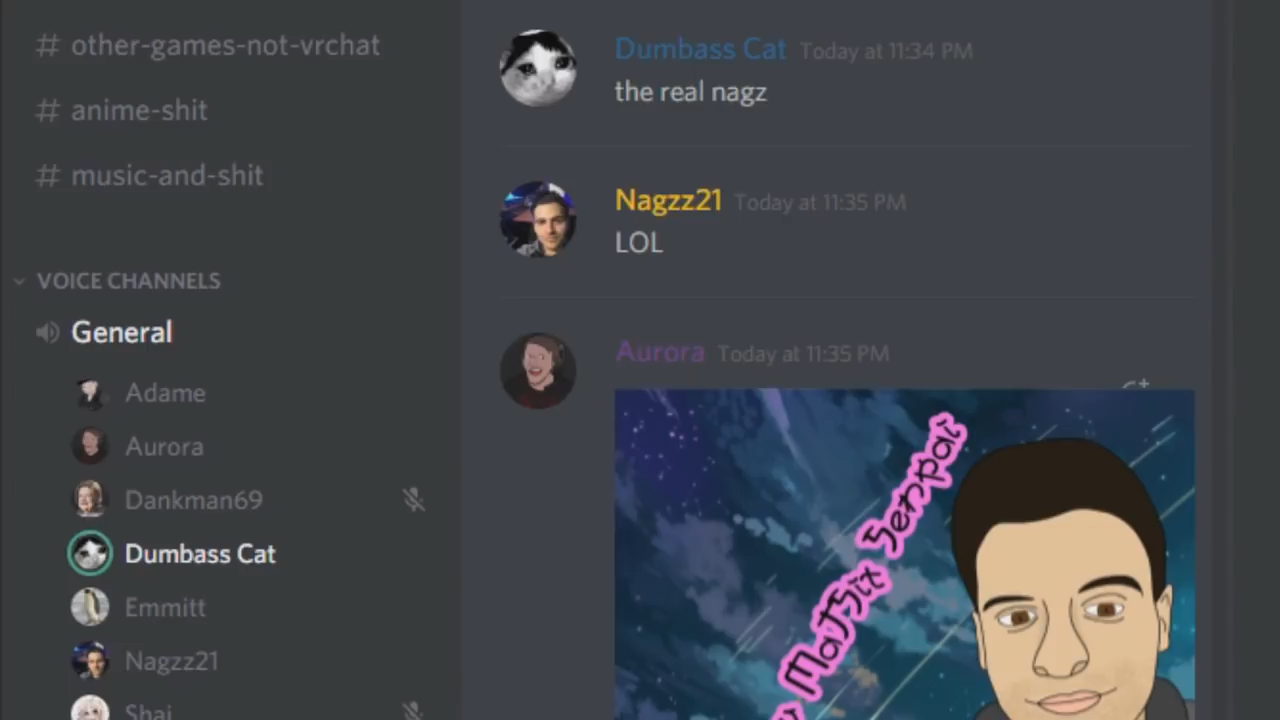 # other-games-not-vrchat
# anime-shit
# music-and-shit
VOICE CHANNELS
General
Adame
Aurora
Dankman69
Dumbass Cat
Emmitt
Nagzz21
Shai
Dumbass Cat Today at 11:34 PM
the real nagz
Nagzz21 Today at 11:35 PM
LOL
Aurora Today at 11:35 PM
Senpai